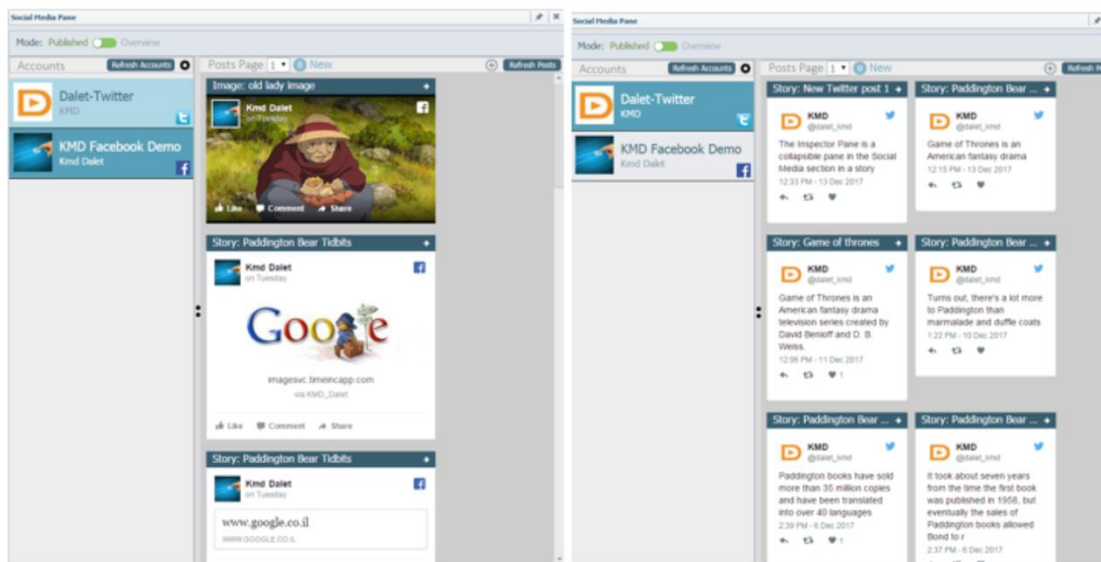 Social Media Pane
Mode: Published Overview
Accounts Refresh Accounts
Dalet-Twitter
KMD
KMD Facebook Demo
Kmd Dalet
Posts Page 1 New Refresh Posts
Image: old lady image
Kmd Dalet
on Tuesday
Like Comment Share
Story: Paddington Bear Tidbits
Kmd Dalet
on Tuesday
Google
imagesvc.timeincapp.com
via KMD_Dalet
Like Comment Share
Story: Paddington Bear Tidbits
Kmd Dalet
on Tuesday
www.google.co.il
WWW.GOOGLE.CO.IL
Social Media Pane
Mode: Published Overview
Accounts Refresh Accounts
Dalet-Twitter
KMD
KMD Facebook Demo
Kmd Dalet
Posts Page 1 New Refresh P
Story: New Twitter post 1
KMD
@dalet_kmd
The Inspector Pane is a
collapsible pane in the Social
Media section in a story
12:33 PM - 13 Dec 2017
Story: Paddington Bear ...
KMD
@dalet_kmd
Game of Thrones is an
American fantasy drama
12:15 PM - 13 Dec 2017
Story: Game of thrones
KMD
@dalet_kmd
Game of Thrones is an
American fantasy drama
television series created by
David Benioff and D. B.
Weiss.
12:06 PM - 11 Dec 2017
1
Story: Paddington Bear ...
KMD
@dalet_kmd
Turns out, there's a lot more
to Paddington than
marmalade and duffle coats
1:22 PM - 10 Dec 2017
Story: Paddington Bear ...
KMD
@dalet_kmd
Paddington books have sold
more than 35 million copies
and have been translated
into over 40 languages
2:39 PM - 6 Dec 2017
1
Story: Paddington Bear ...
KMD
@dalet_kmd
It took about seven years
from the time the first book
was published in 1958, but
eventually the sales of
Paddington books allowed
Bond to r
2:37 PM - 6 Dec 2017